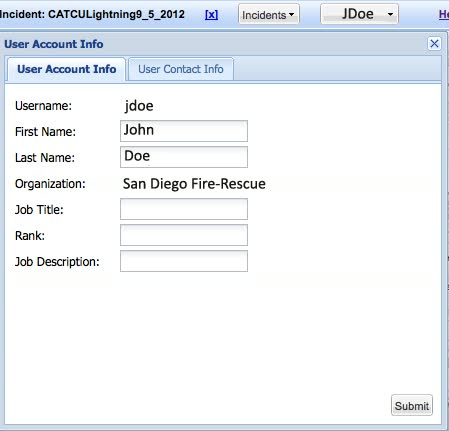 Incident: CATCULightning9_5_2012 [x] Incidents JDoe He
User Account Info
User Account Info User Contact Info
Username: jdoe
First Name: John
Last Name: Doe
Organization: San Diego Fire-Rescue
Job Title:
Rank:
Job Description:
Submit